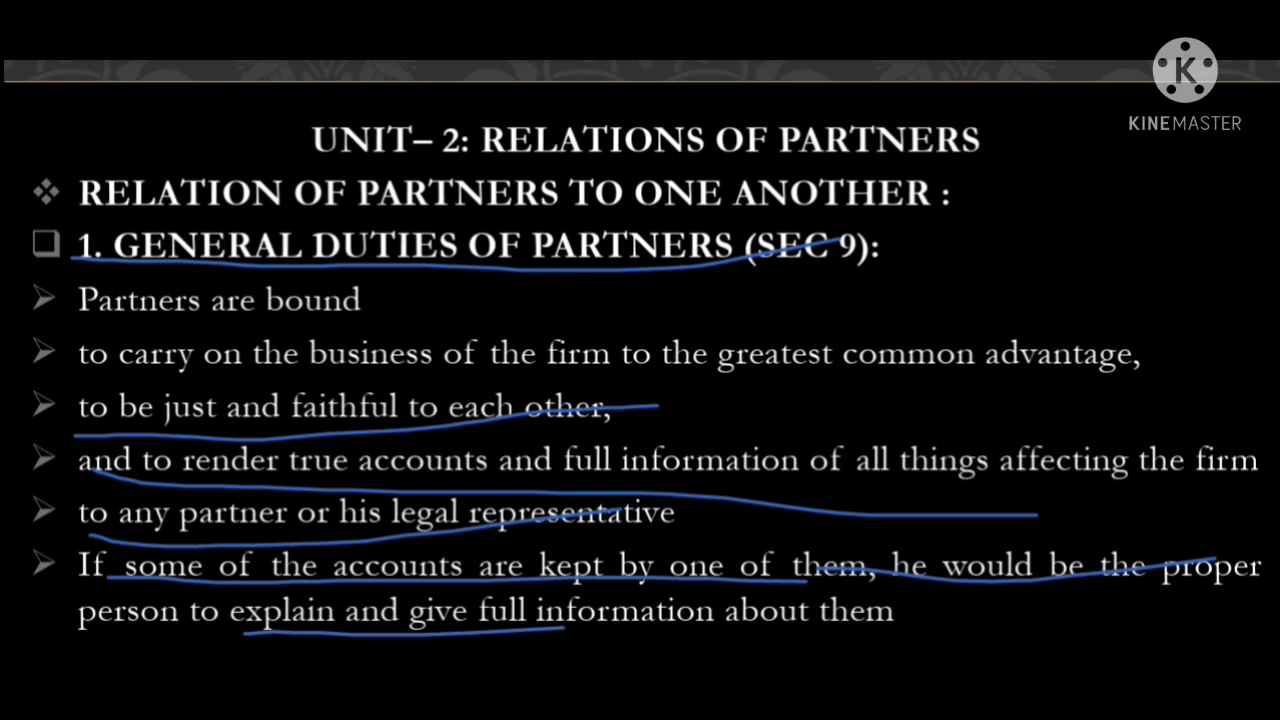 K
KINEMASTER
UNIT– 2: RELATIONS OF PARTNERS
RELATION OF PARTNERS TO ONE ANOTHER :
1. GENERAL DUTIES OF PARTNERS (SEC 9):
Partners are bound
to carry on the business of the firm to the greatest common advantage,
to be just and faithful to each other,
and to render true accounts and full information of all things affecting the firm
to any partner or his legal representative
If some of the accounts are kept by one of them, he would be the proper
person to explain and give full information about them